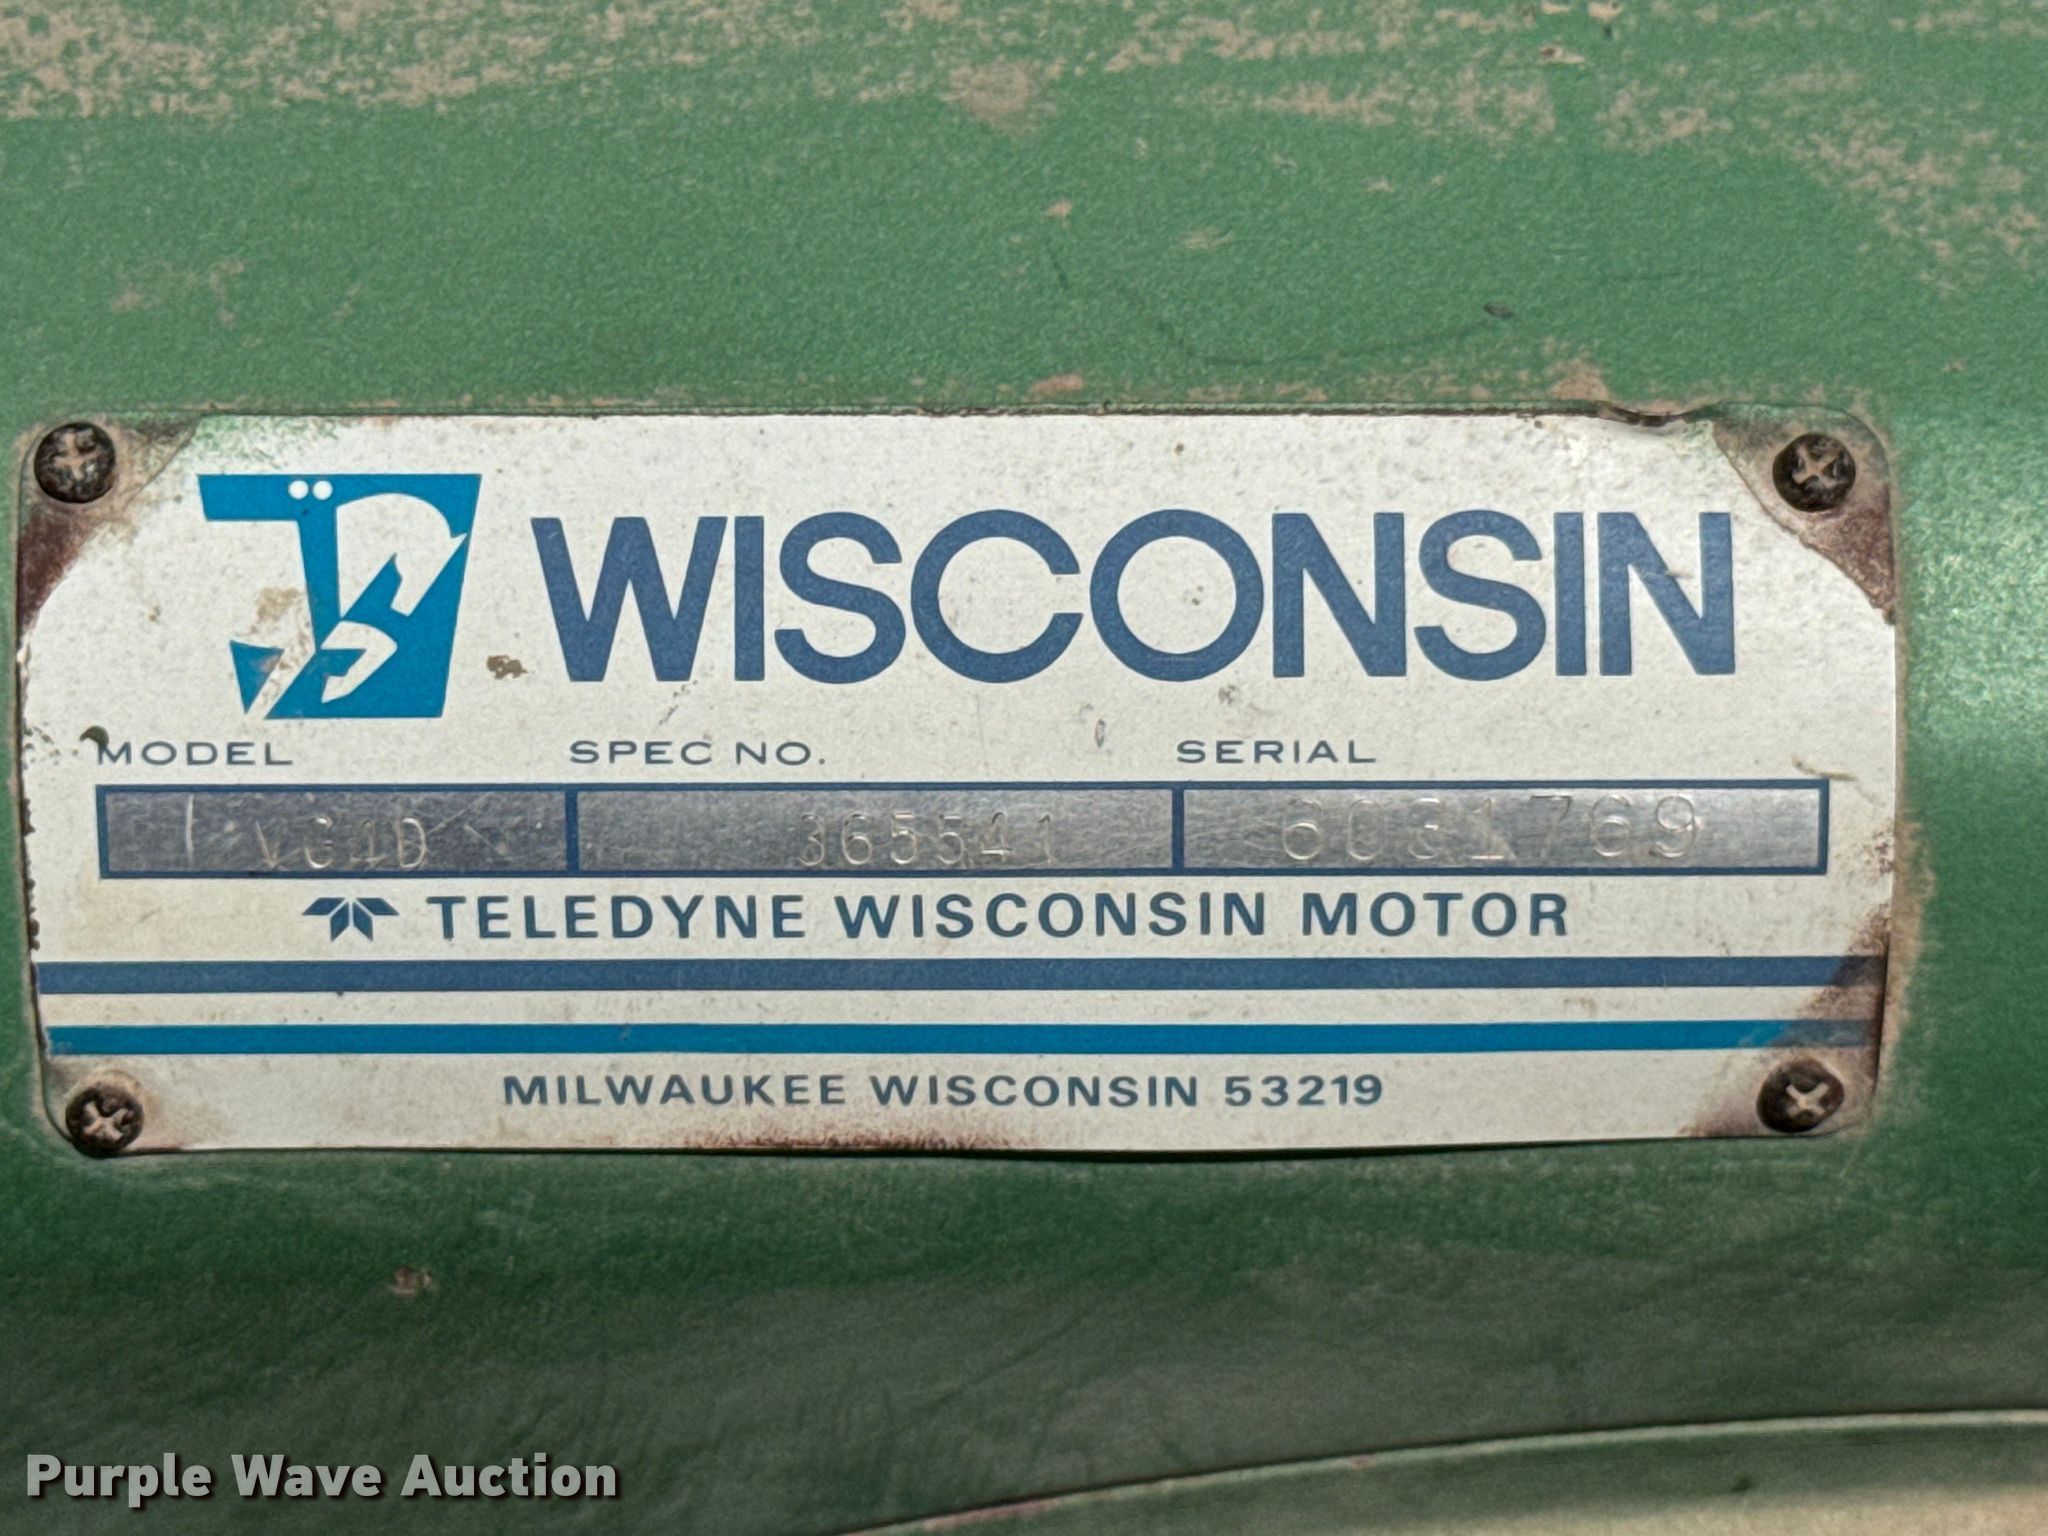 WISCONSIN
MODEL SPEC NO. SERIAL
VG4D 365541 6031769
TELEDYNE WISCONSIN MOTOR
MILWAUKEE WISCONSIN 53219
Purple Wave Auction